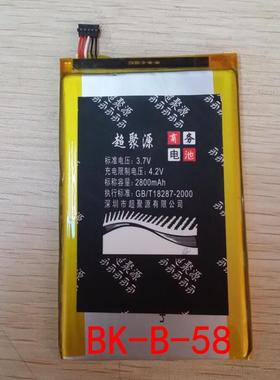 超聚源
商务
电池
标准电压：3.7V
充电限制电压：4.2V
标称容量：2800mAh
执行标准：GB/T18287-2000
深圳市超聚源有限公司
BK-B-58